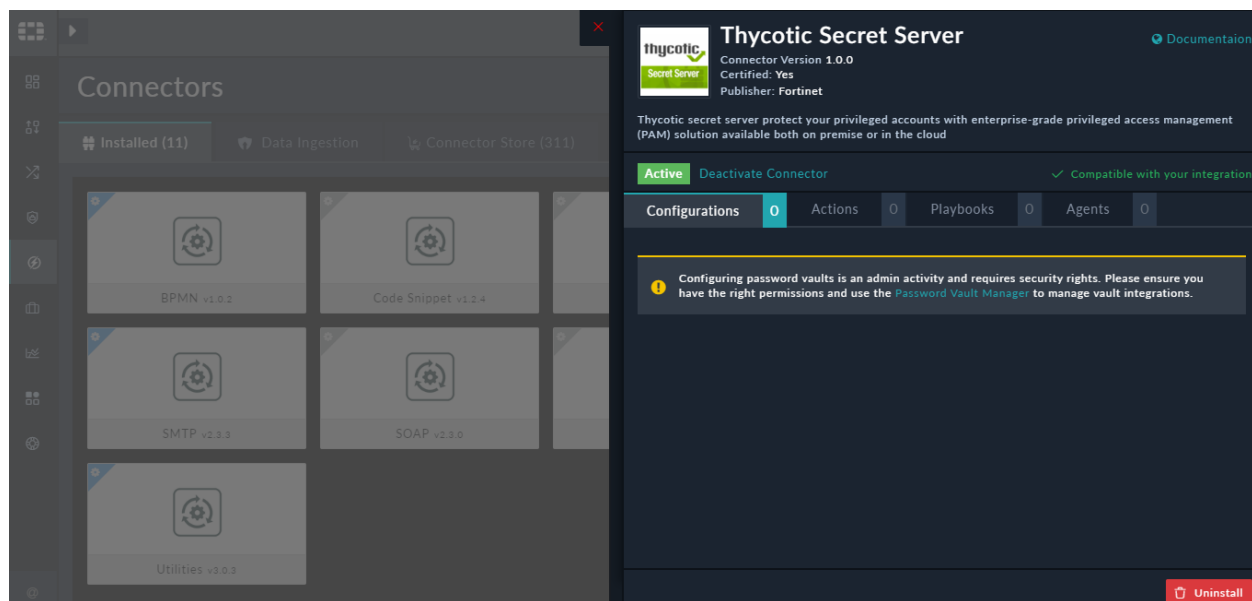 Connectors
Installed (11)
Data Ingestion
Connector Store (311)
BPMN v1.0.2
Code Snippet v1.2.4
SMTP v2.3.3
SOAP v2.3.0
Utilities v3.0.3
thycotic
Secret Server
Thycotic Secret Server
Documentaion
Connector Version 1.0.0
Certified: Yes
Publisher: Fortinet
Thycotic secret server protect your privileged accounts with enterprise-grade privileged access management
(PAM) solution available both on premise or in the cloud
Active Deactivate Connector
Compatible with your integration
Configurations 0 Actions 0 Playbooks 0 Agents 0
Configuring password vaults is an admin activity and requires security rights. Please ensure you
have the right permissions and use the Password Vault Manager to manage vault integrations.
Uninstall